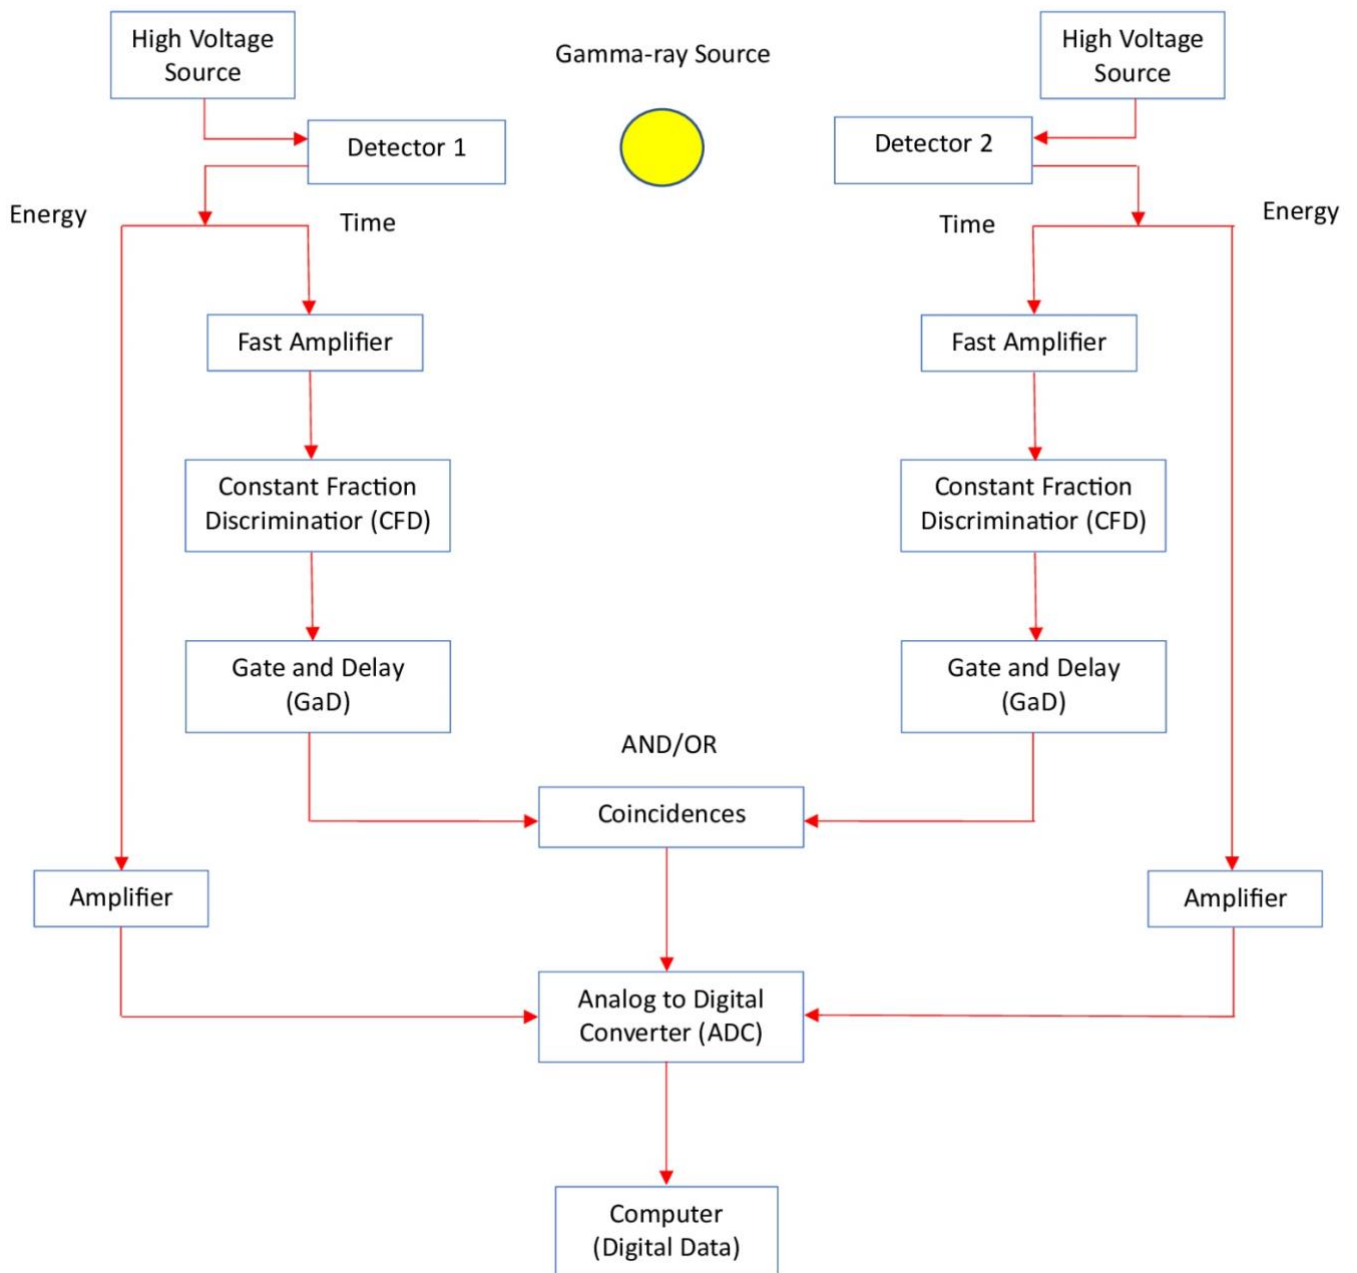 High Voltage
Source
Gamma-ray Source
High Voltage
Source
Detector 1
Detector 2
Energy
Time
Time
Energy
Fast Amplifier
Fast Amplifier
Constant Fraction
Discriminatior (CFD)
Constant Fraction
Discriminatior (CFD)
Gate and Delay
(GaD)
Gate and Delay
(GaD)
AND/OR
Coincidences
Amplifier
Amplifier
Analog to Digital
Converter (ADC)
Computer
(Digital Data)